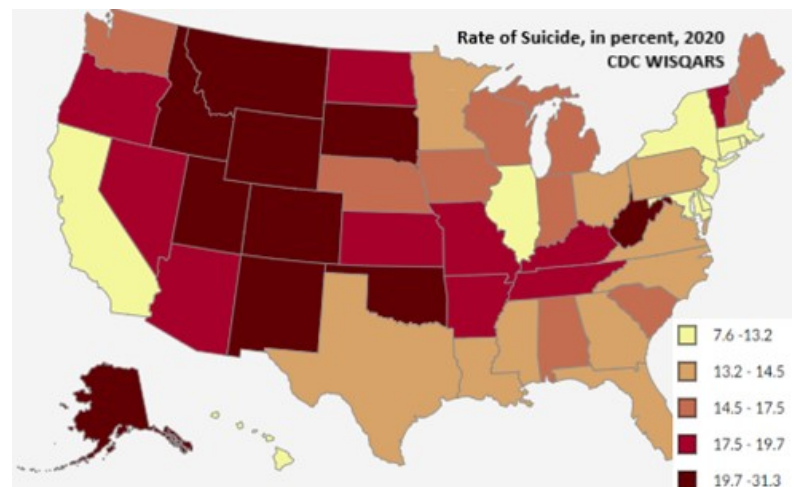 Rate of Suicide, in percent, 2020
CDC WISQARS
7.6 -13.2
13.2 - 14.5
14.5 - 17.5
17.5 - 19.7
19.7 -31.3